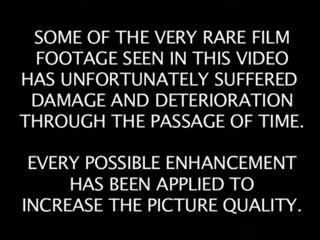 SOME OF THE VERY RARE FILM
FOOTAGE SEEN IN THIS VIDEO
HAS UNFORTUNATELY SUFFERED
DAMAGE AND DETERIORATION
THROUGH THE PASSAGE OF TIME.
EVERY POSSIBLE ENHANCEMENT
HAS BEEN APPLIED TO
INCREASE THE PICTURE QUALITY.